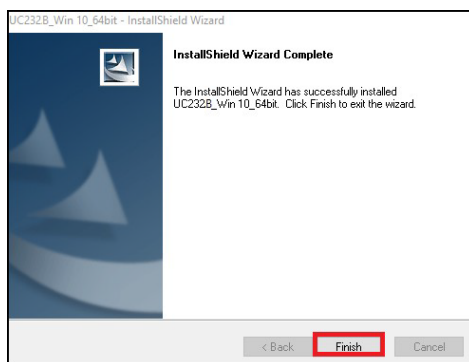 UC232B_Win 10_64bit - InstallShield Wizard
InstallShield Wizard Complete
The InstallShield Wizard has successfully installed
UC232B_Win 10_64bit. Click Finish to exit the wizard.
< Back
Finish
Cancel